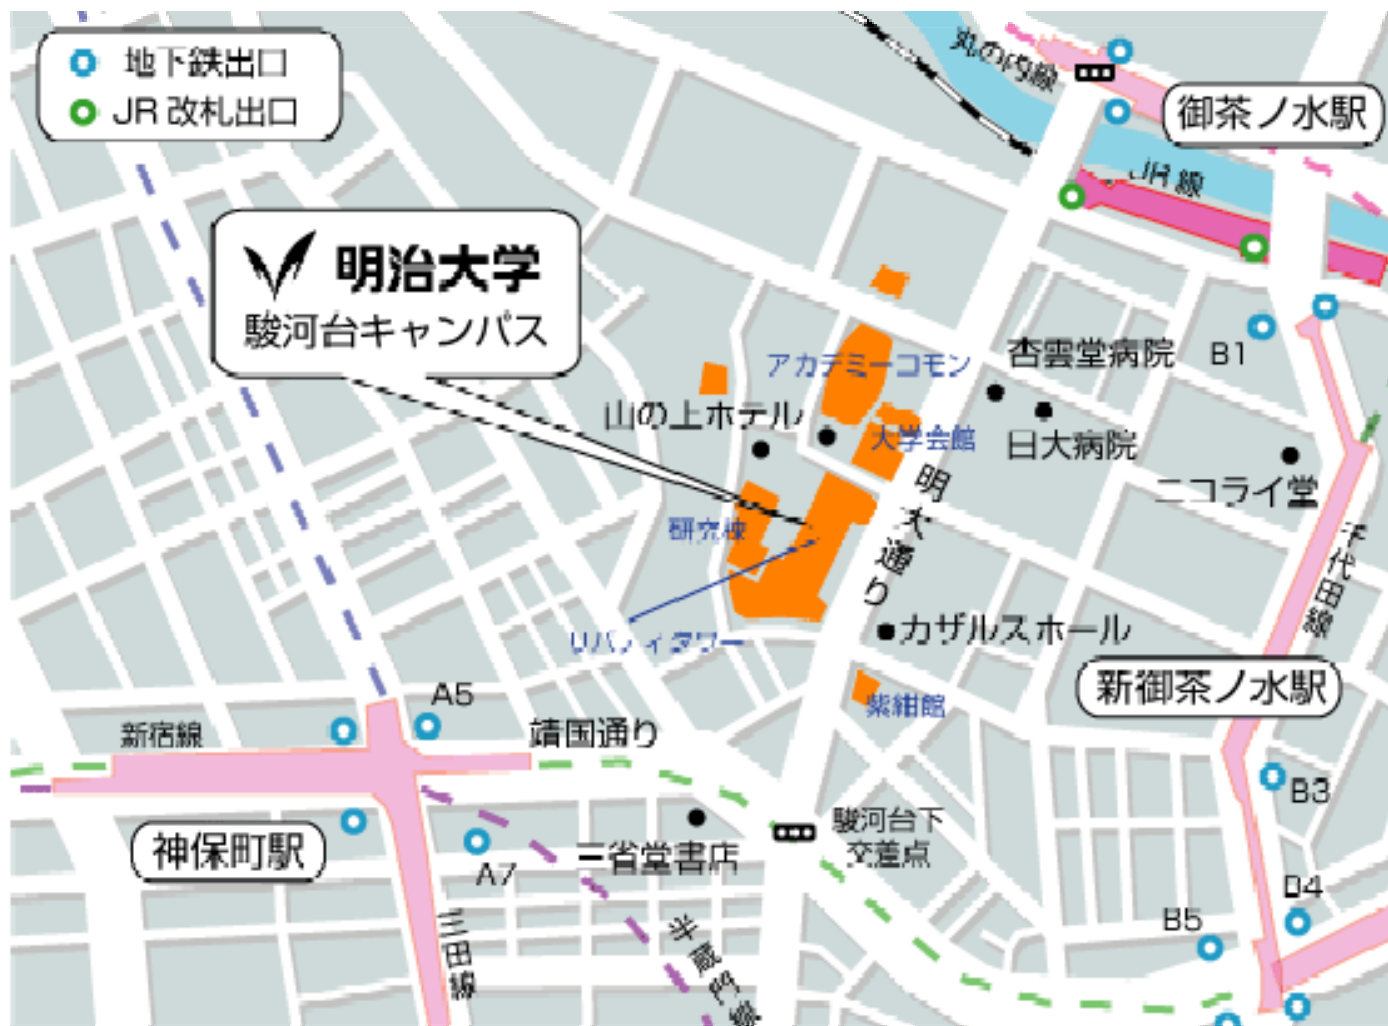 地下鉄出口
JR 改札出口
丸の内線
御茶ノ水駅
JR 線
明治大学
駿河台キャンパス
アカデミーコモン
杏雲堂病院
B1
山の上ホテル
大学会館
日大病院
ニコライ堂
明大通り
研究棟
千代田線
リバティタワー
カザルスホール
新御茶ノ水駅
紫紺館
A5
新宿線
靖国通り
B3
神保町駅
A7
三省堂書店
駿河台下
交差点
B4
B5
三田線
半蔵門線